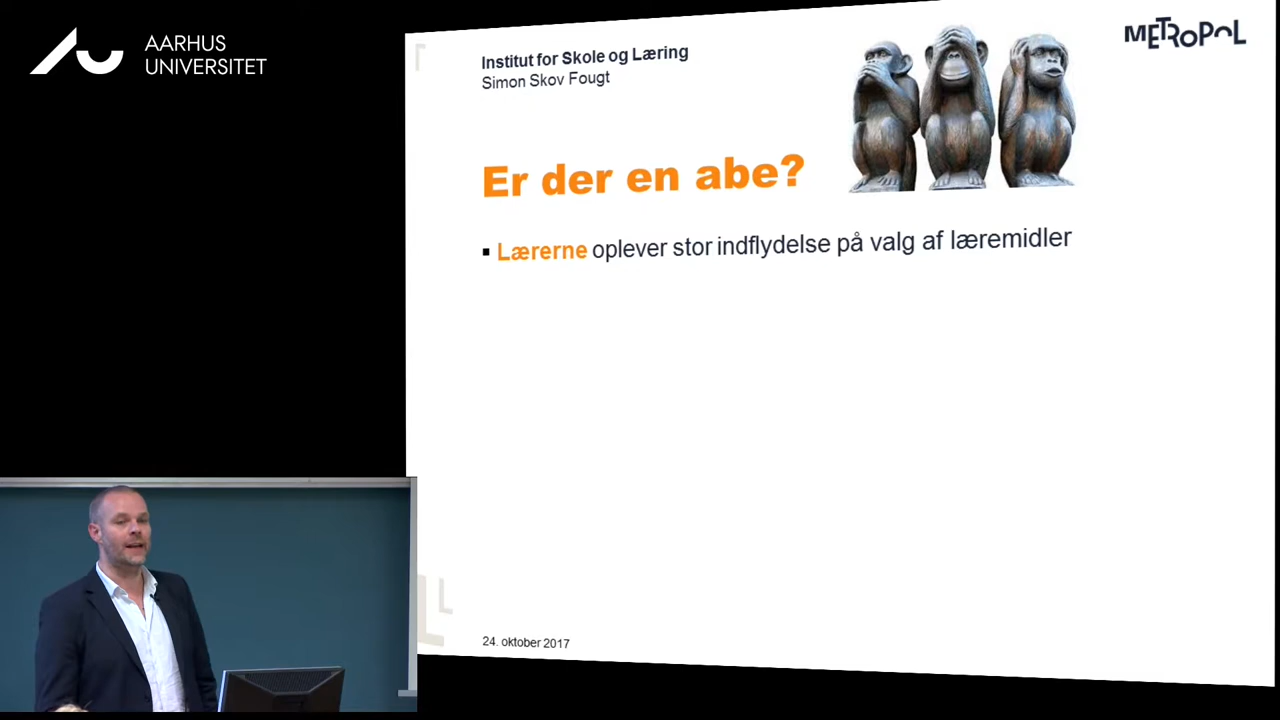 AARHUS
UNIVERSITET
Institut for Skole og Læring
Simon Skov Fougt
METROPOL
Er der en abe?
▪ Lærerne oplever stor indflydelse på valg af læremidler
24. oktober 2017